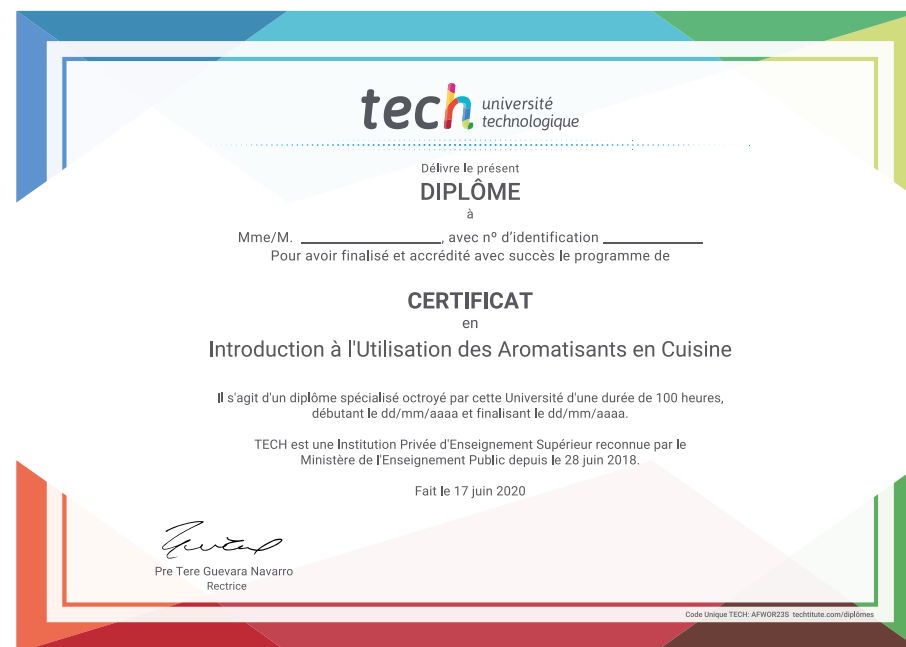 tech université
technologique
Délivre le présent
DIPLÔME
à
Mme/M. ____________________, avec nº d'identification ______________
Pour avoir finalisé et accrédité avec succès le programme de
CERTIFICAT
en
Introduction à l'Utilisation des Aromatisants en Cuisine
Il s'agit d'un diplôme spécialisé octroyé par cette Université d'une durée de 100 heures,
débutant le dd/mm/aaaa et finalisant le dd/mm/aaaa.
TECH est une Institution Privée d'Enseignement Supérieur reconnue par le
Ministère de l'Enseignement Public depuis le 28 juin 2018.
Fait le 17 juin 2020
Pre Tere Guevara Navarro
Rectrice
Code Unique TECH: AFWOR23S techtitute.com/diplômes